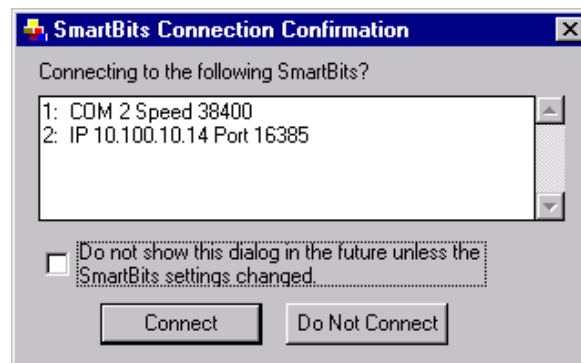 SmartBits Connection Confirmation
Connecting to the following SmartBits?
1: COM 2 Speed 38400
2: IP 10.100.10.14 Port 16385
Do not show this dialog in the future unless the
SmartBits settings changed.
Connect Do Not Connect